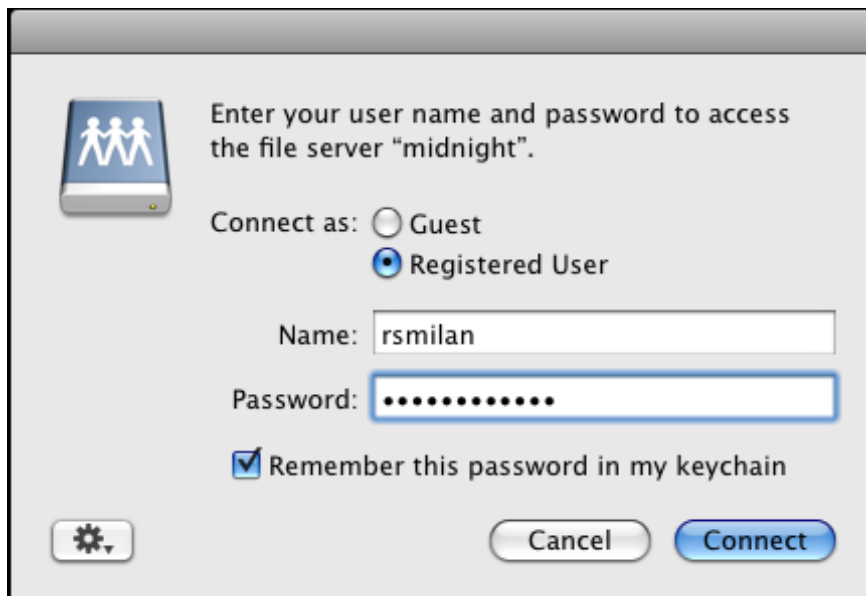 Enter your user name and password to access
the file server “midnight”.
Connect as: Guest
Registered User
Name: rsmilan
Password: ••••••••••••
Remember this password in my keychain
Cancel Connect